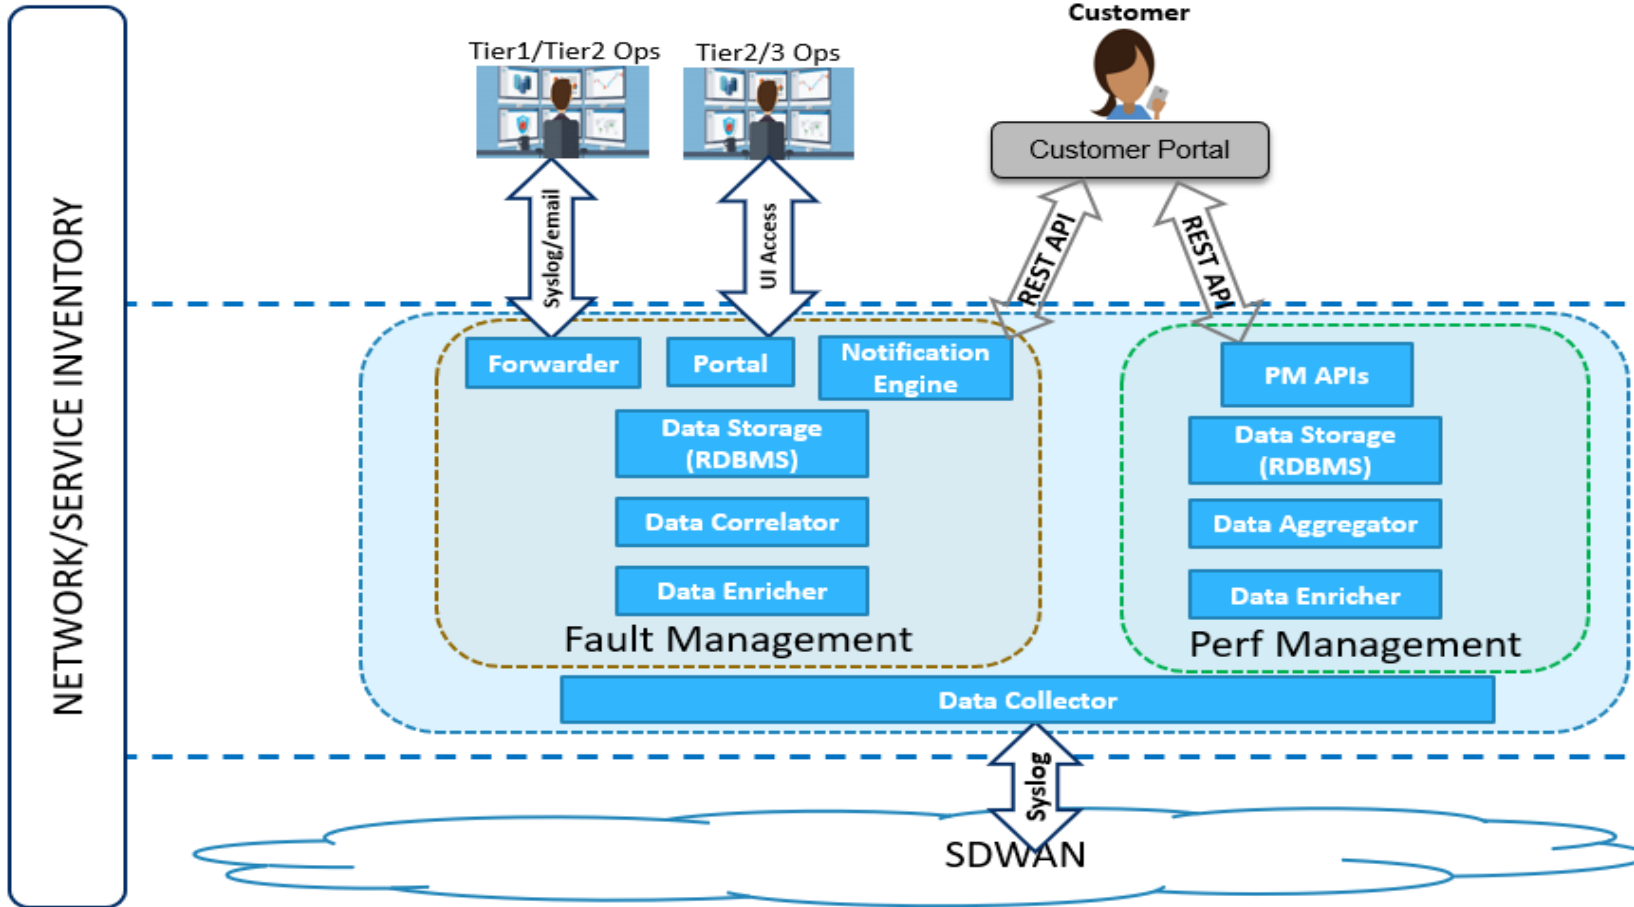 Customer
Tier1/Tier2 Ops
Tier2/3 Ops
Customer Portal
NETWORK/SERVICE INVENTORY
Syslog/email
UI Access
REST API
REST API
Forwarder
Portal
Notification
Engine
PM APIs
Data Storage
(RDBMS)
Data Storage
(RDBMS)
Data Correlator
Data Aggregator
Data Enricher
Data Enricher
Fault Management
Perf Management
Data Collector
Syslog
SDWAN